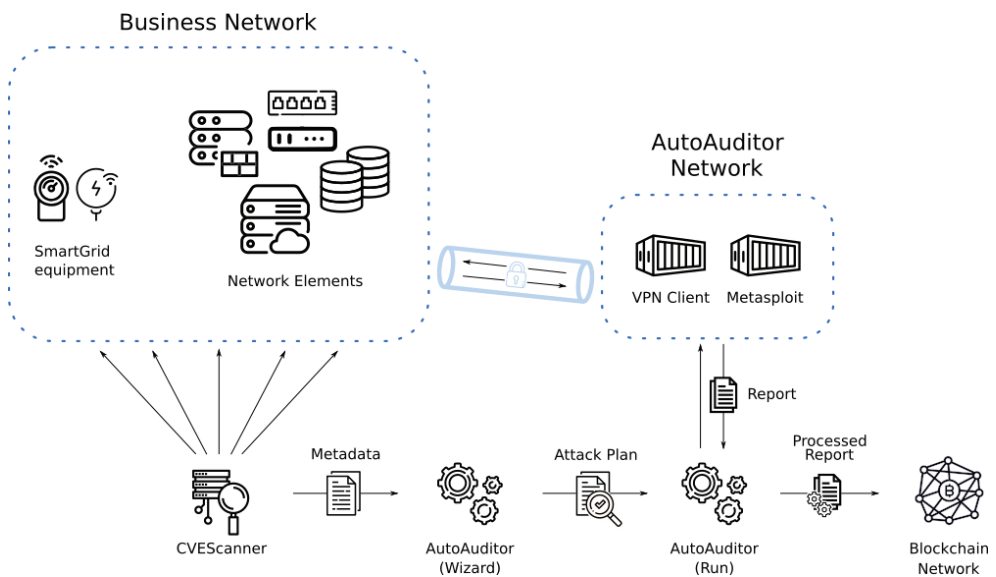 Business Network
AutoAuditor
Network
SmartGrid
equipment
Network Elements
VPN Client
Metasploit
Report
Metadata
Attack Plan
Processed
Report
CVEScanner
AutoAuditor
(Wizard)
AutoAuditor
(Run)
Blockchain
Network